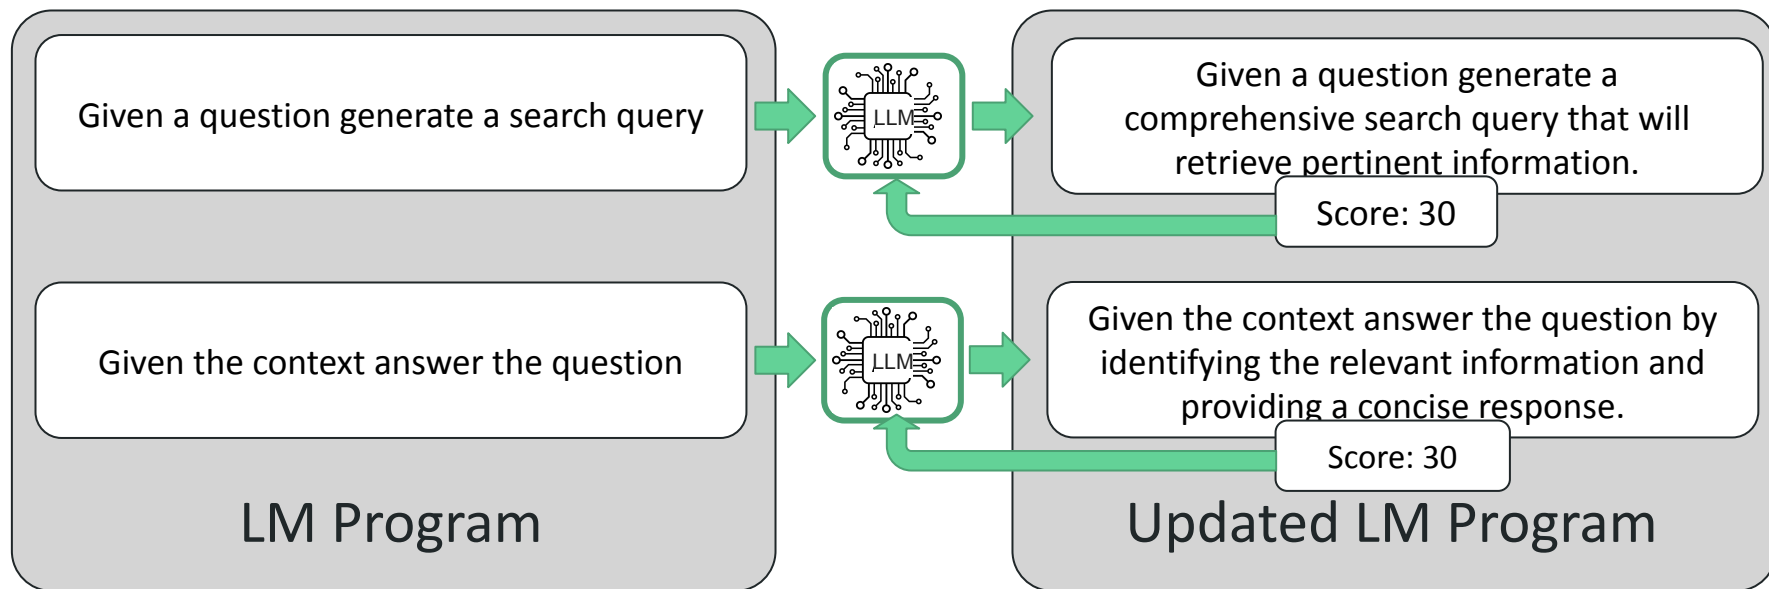 Given a question generate a search query
LLM
Given a question generate a
comprehensive search query that will
retrieve pertinent information.
Score: 30
Given the context answer the question
LLM
Given the context answer the question by
identifying the relevant information and
providing a concise response.
Score: 30
LM Program
Updated LM Program